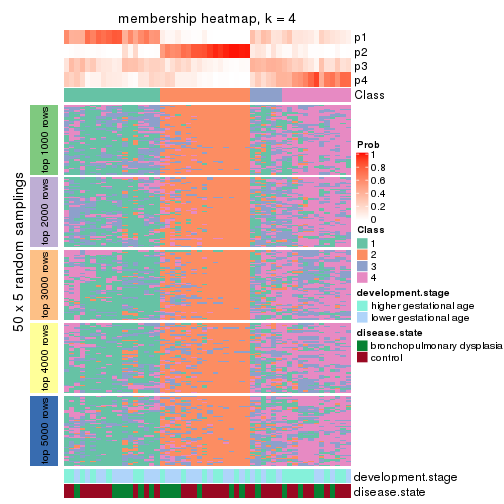 membership heatmap, k = 4
p1
p2
p3
p4
Class
50 x 5 random samplings
top 1000 rows
top 2000 rows
top 3000 rows
top 4000 rows
top 5000 rows
Prob
1
0.8
0.6
0.4
0.2
0
Class
1
2
3
4
development.stage
higher gestational age
lower gestational age
disease.state
bronchopulmonary dysplasia
control
development.stage
disease.state